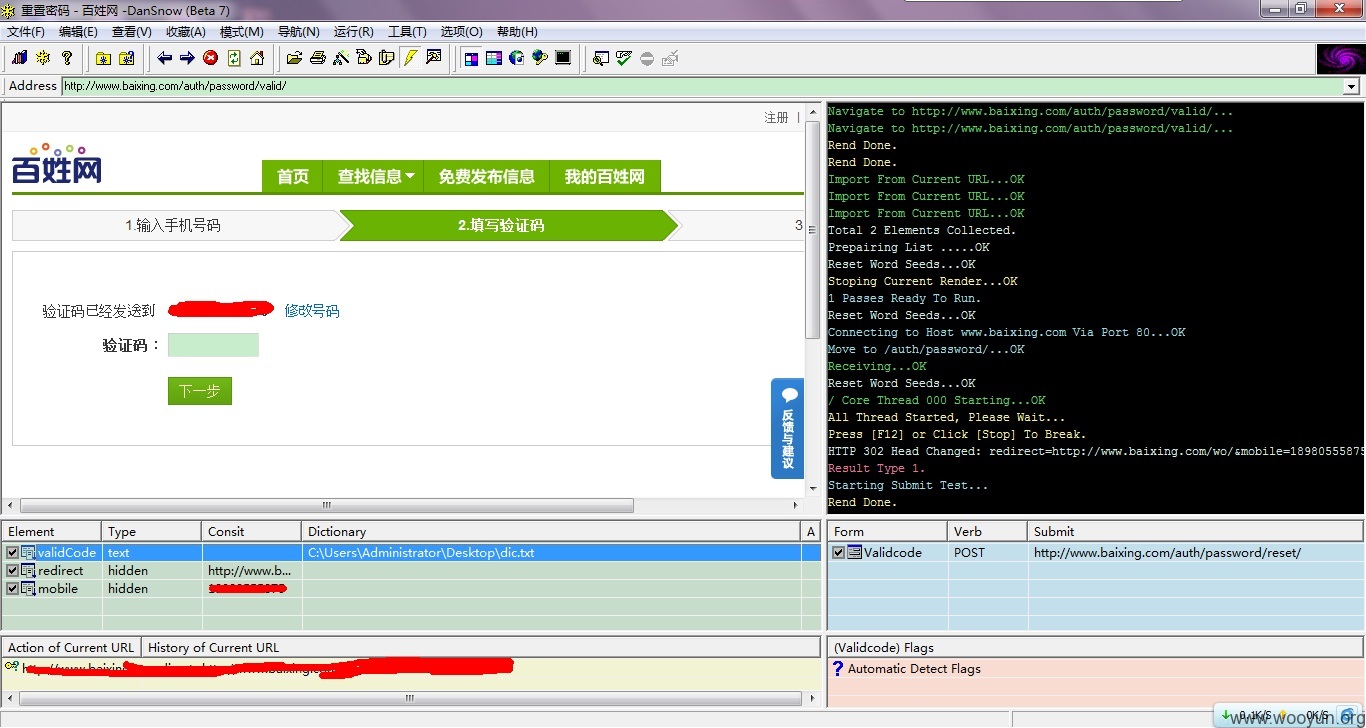 重置密码 - 百姓网 -DanSnow (Beta 7)
文件(F) 编辑(E) 查看(V) 收藏(A) 模式(M) 导航(N) 运行(R) 工具(T) 选项(O) 帮助(H)
Address http://www.baixing.com/auth/password/valid/
注册 |
百姓网
首页 查找信息 免费发布信息 我的百姓网
1.输入手机号码 2.填写验证码 3
验证码已经发送到 修改号码
验证码：
下一步
反馈与建议
Navigate to http://www.baixing.com/auth/password/valid/...
Navigate to http://www.baixing.com/auth/password/valid/...
Rend Done.
Rend Done.
Import From Current URL...OK
Import From Current URL...OK
Import From Current URL...OK
Total 2 Elements Collected.
Prepairing List .....OK
Reset Word Seeds...OK
Stoping Current Render...OK
1 Passes Ready To Run.
Reset Word Seeds...OK
Connecting to Host www.baixing.com Via Port 80...OK
Move to /auth/password/...OK
Receiving...OK
Reset Word Seeds...OK
/ Core Thread 000 Starting...OK
All Thread Started, Please Wait...
Press [F12] or Click [Stop] To Break.
HTTP 302 Head Changed: redirect=http://www.baixing.com/wo/&mobile=18980555875
Result Type 1.
Starting Submit Test...
Rend Done.
Element Type Consit Dictionary A
validCode text C:\Users\Administrator\Desktop\dic.txt
redirect hidden http://www.b...
mobile hidden
Form Verb Submit
Validcode POST http://www.baixing.com/auth/password/reset/
Action of Current URL History of Current URL
(Validcode) Flags
? Automatic Detect Flags
0.1K/S 0K/S
www.wooyun.org